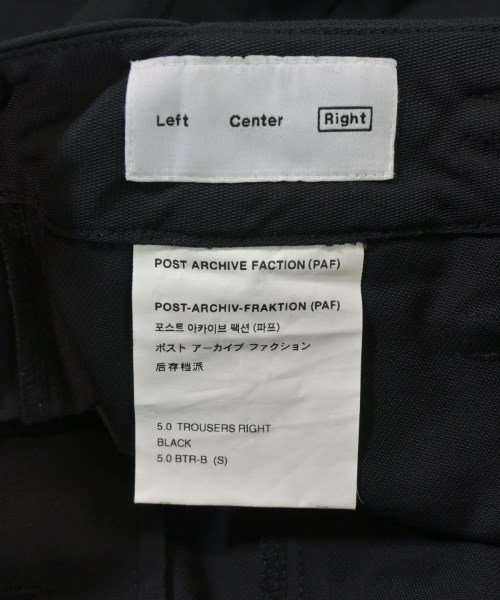 Left Center Right
POST ARCHIVE FACTION (PAF)
POST-ARCHIV-FRAKTION (PAF)
포스트 아카이브 팩션 (파프)
ポスト アーカイブ ファクション
后存档派
5.0 TROUSERS RIGHT
BLACK
5.0 BTR-B (S)